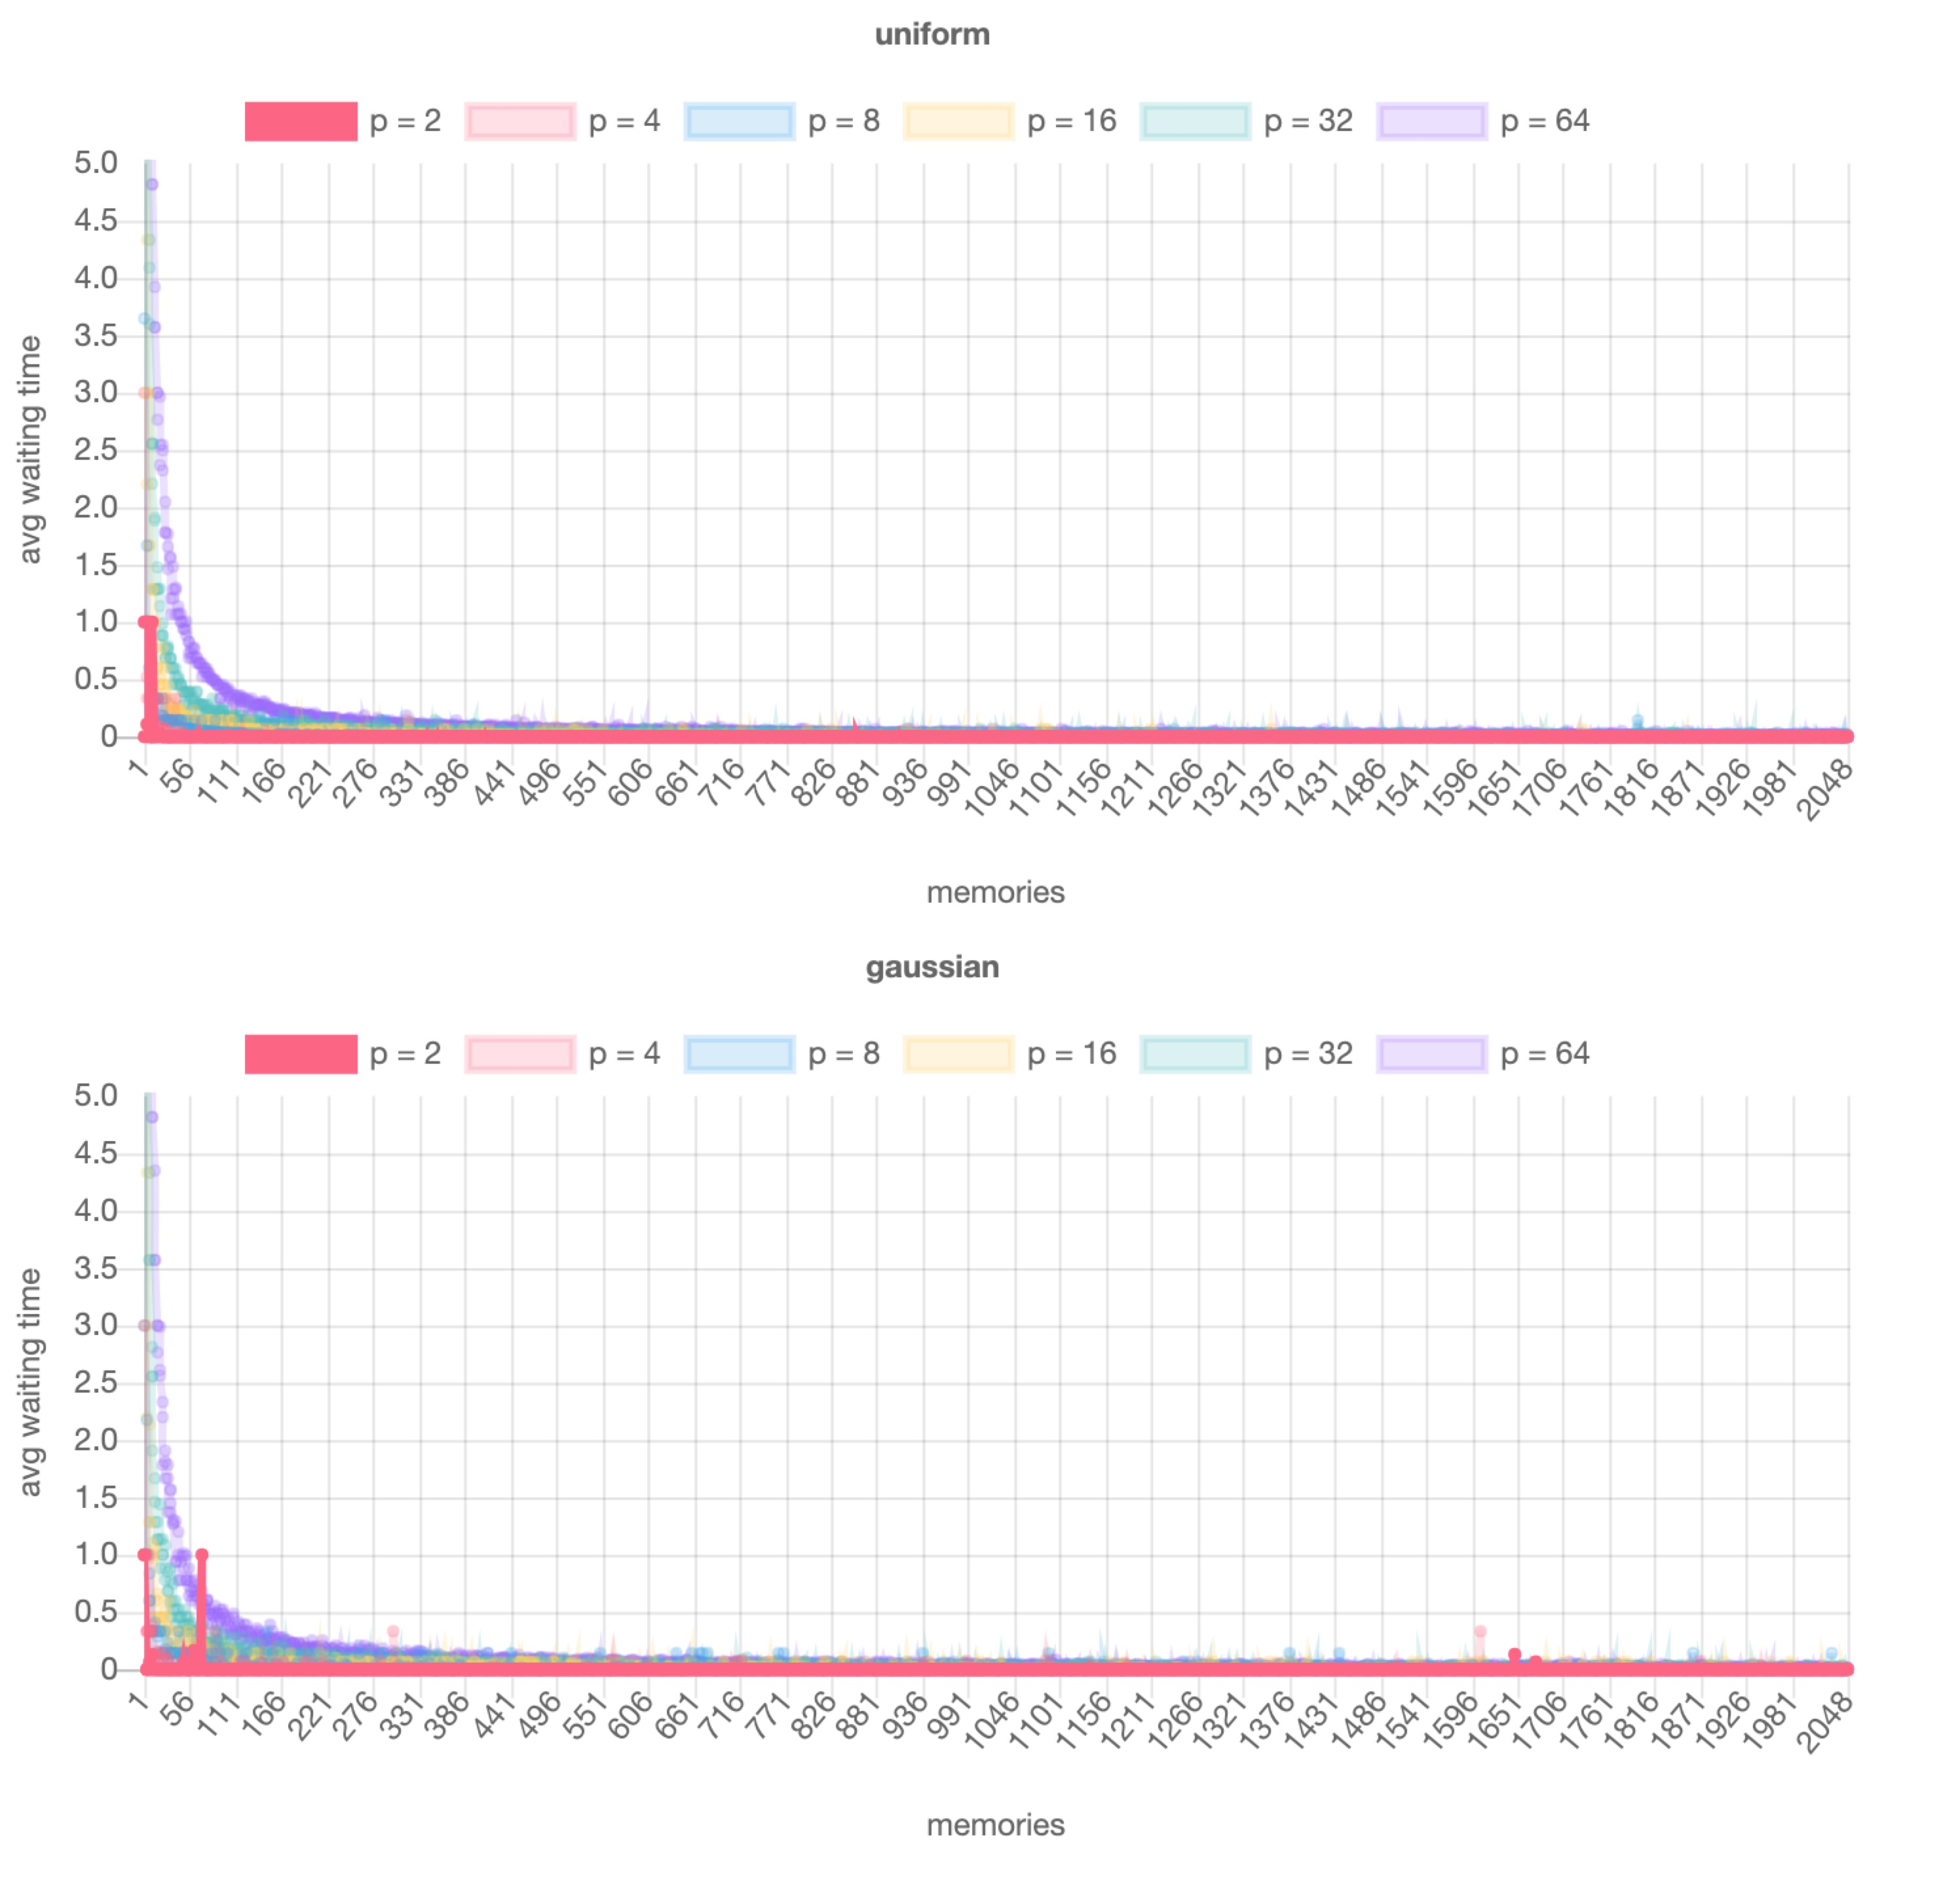 uniform
p = 2 p = 4 p = 8 p = 16 p = 32 p = 64
5.0
4.5
4.0
3.5
3.0
2.5
2.0
1.5
1.0
0.5
0
avg waiting time
1 56 111 166 221 276 331 386 441 496 551 606 661 716 771 826 881 936 991 1046 1101 1156 1211 1266 1321 1376 1431 1486 1541 1596 1651 1706 1761 1816 1871 1926 1981 2048
memories
gaussian
p = 2 p = 4 p = 8 p = 16 p = 32 p = 64
5.0
4.5
4.0
3.5
3.0
2.5
2.0
1.5
1.0
0.5
0
avg waiting time
1 56 111 166 221 276 331 386 441 496 551 606 661 716 771 826 881 936 991 1046 1101 1156 1211 1266 1321 1376 1431 1486 1541 1596 1651 1706 1761 1816 1871 1926 1981 2048
memories